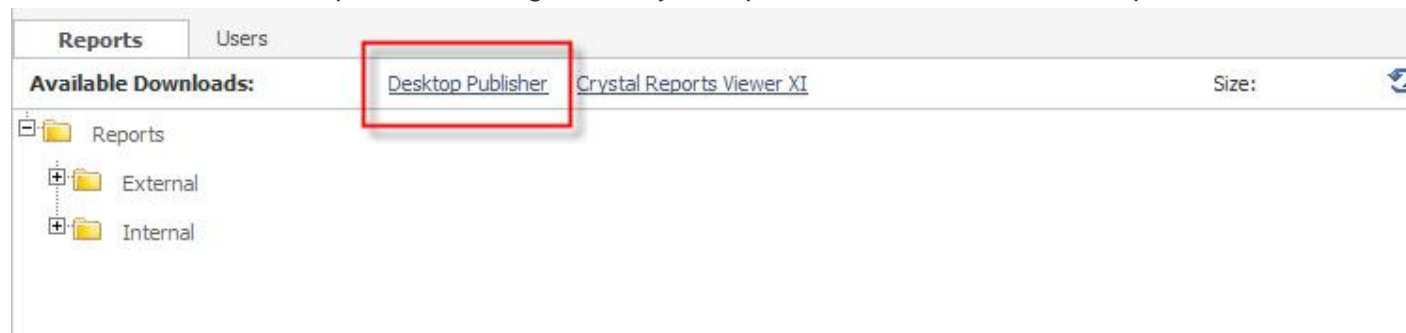 Reports Users
Available Downloads: Desktop Publisher Crystal Reports Viewer XI Size:
Reports
External
Internal